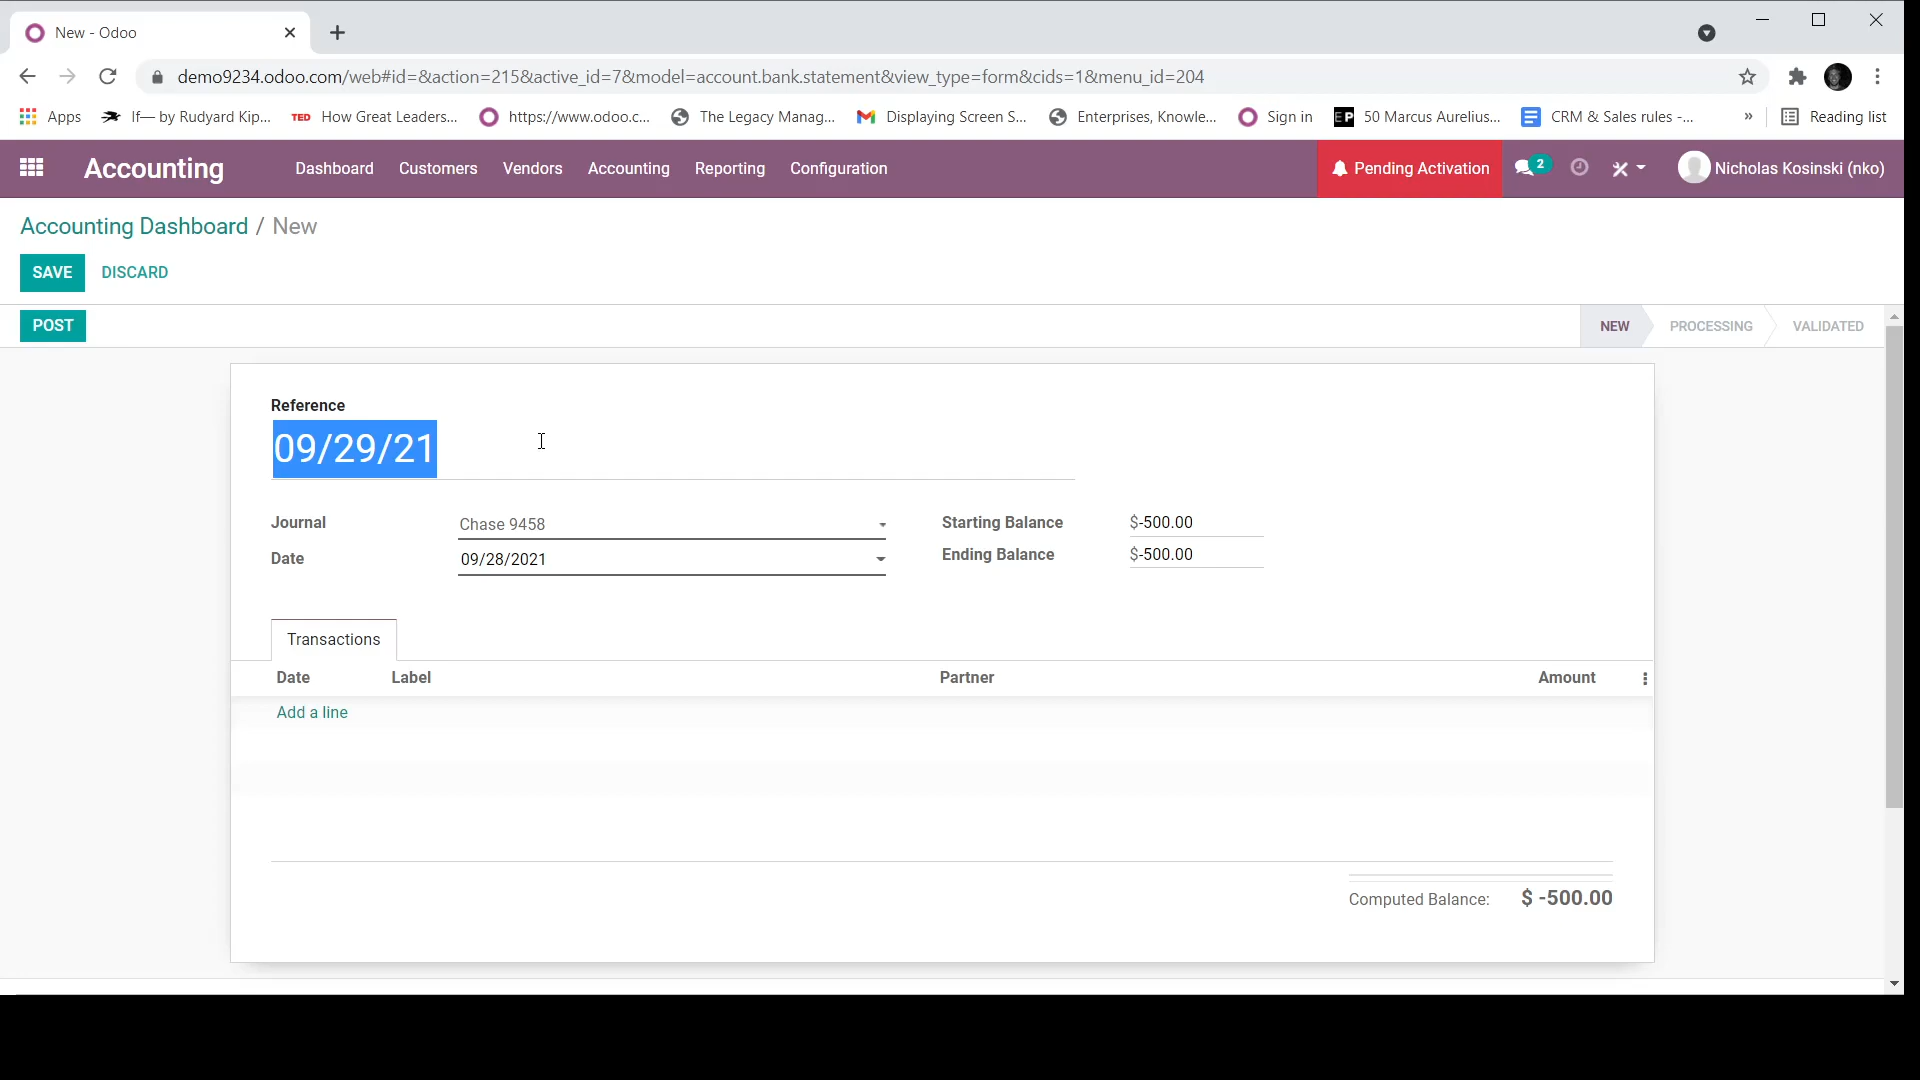 New - Odoo
demo9234.odoo.com/web#id=&action=215&active_id=7&model=account.bank.statement&view_type=form&cids=1&menu_id=204
Apps If— by Rudyard Kip... TED How Great Leaders... https://www.odoo.c... The Legacy Manag... Displaying Screen S... Enterprises, Knowle... Sign in EP 50 Marcus Aurelius... CRM & Sales rules -... » Reading list
Accounting Dashboard Customers Vendors Accounting Reporting Configuration Pending Activation 2 Nicholas Kosinski (nko)
Accounting Dashboard / New
SAVE DISCARD
POST NEW PROCESSING VALIDATED
Reference
09/29/21
Journal Chase 9458 Starting Balance $-500.00
Date 09/28/2021 Ending Balance $-500.00
Transactions
Date Label Partner Amount
Add a line
Computed Balance: $ -500.00